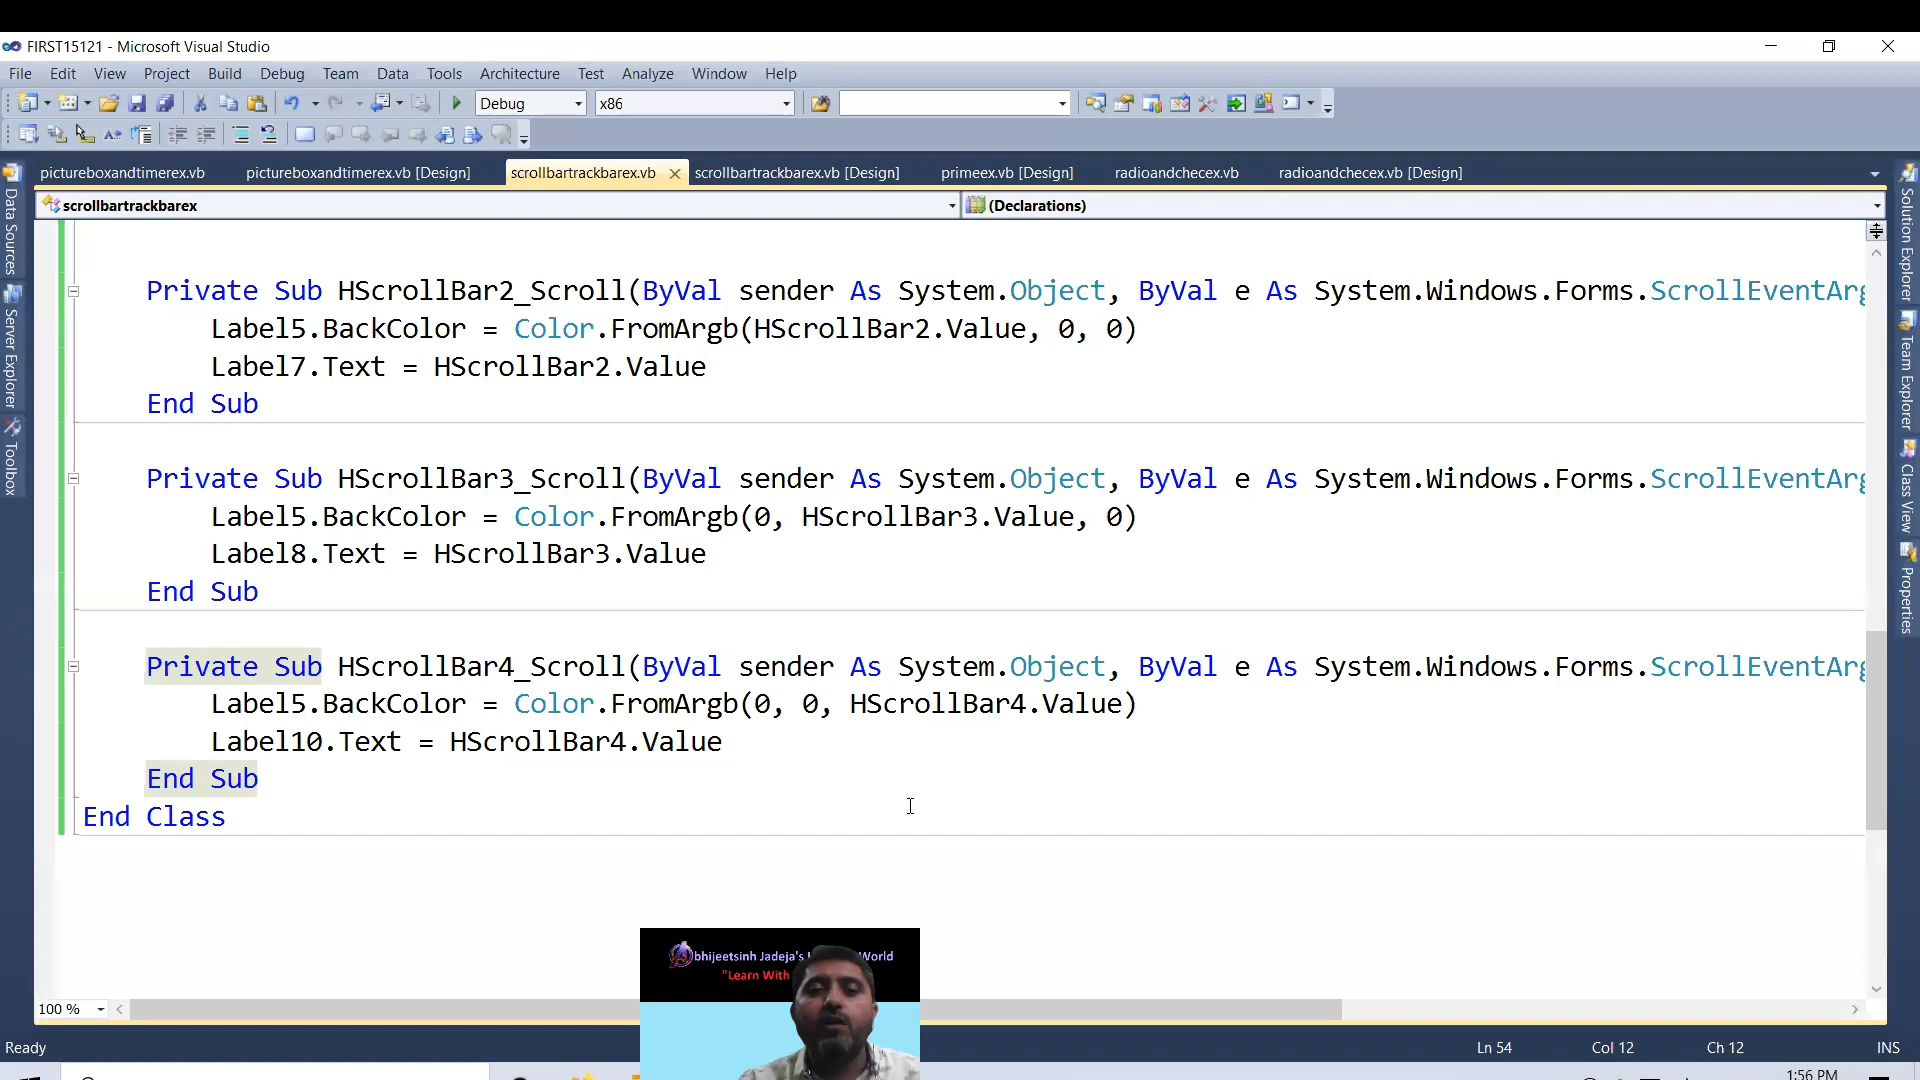 FIRST15121 - Microsoft Visual Studio
File Edit View Project Build Debug Team Data Tools Architecture Test Analyze Window Help
Debug x86
pictureboxandtimerex.vb pictureboxandtimerex.vb [Design] scrollbartrackbarex.vb scrollbartrackbarex.vb [Design] primeex.vb [Design] radioandchecex.vb radioandchecex.vb [Design]
scrollbartrackbarex (Declarations)
Data Sources
Server Explorer
Toolbox
Private Sub HScrollBar2_Scroll(ByVal sender As System.Object, ByVal e As System.Windows.Forms.ScrollEventArg
Label5.BackColor = Color.FromArgb(HScrollBar2.Value, 0, 0)
Label7.Text = HScrollBar2.Value
End Sub
Private Sub HScrollBar3_Scroll(ByVal sender As System.Object, ByVal e As System.Windows.Forms.ScrollEventArg
Label5.BackColor = Color.FromArgb(0, HScrollBar3.Value, 0)
Label8.Text = HScrollBar3.Value
End Sub
Private Sub HScrollBar4_Scroll(ByVal sender As System.Object, ByVal e As System.Windows.Forms.ScrollEventArg
Label5.BackColor = Color.FromArgb(0, 0, HScrollBar4.Value)
Label10.Text = HScrollBar4.Value
End Sub
End Class
Solution Explorer
Team Explorer
Class View
Properties
bhijeetsinh Jadeja's World
"Learn With
100 %
Ready Ln 54 Col 12 Ch 12 INS
1:56 PM